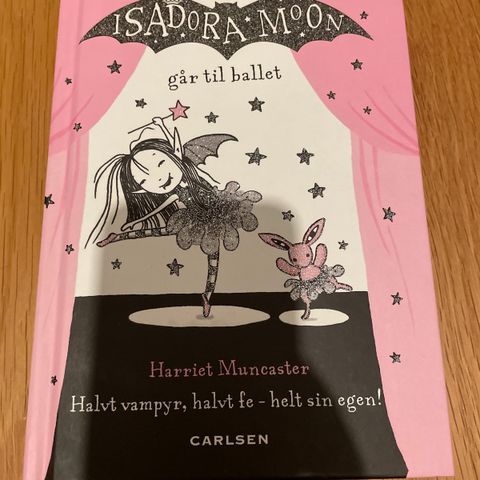 ISADORA MOON
går til ballet
Harriet Muncaster
Halvt vampyr, halvt fe - helt sin egen!
CARLSEN